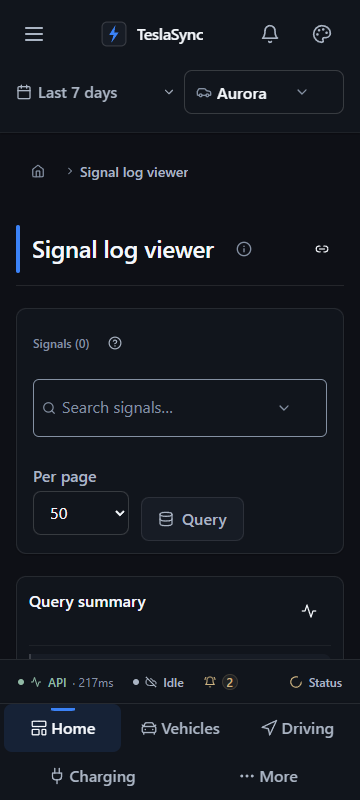 TeslaSync
Last 7 days
Aurora
Signal log viewer
Signal log viewer
Signals (0)
Search signals...
Per page
50
Query
Query summary
API · 217ms
Idle
2
Status
Home
Vehicles
Driving
Charging
More